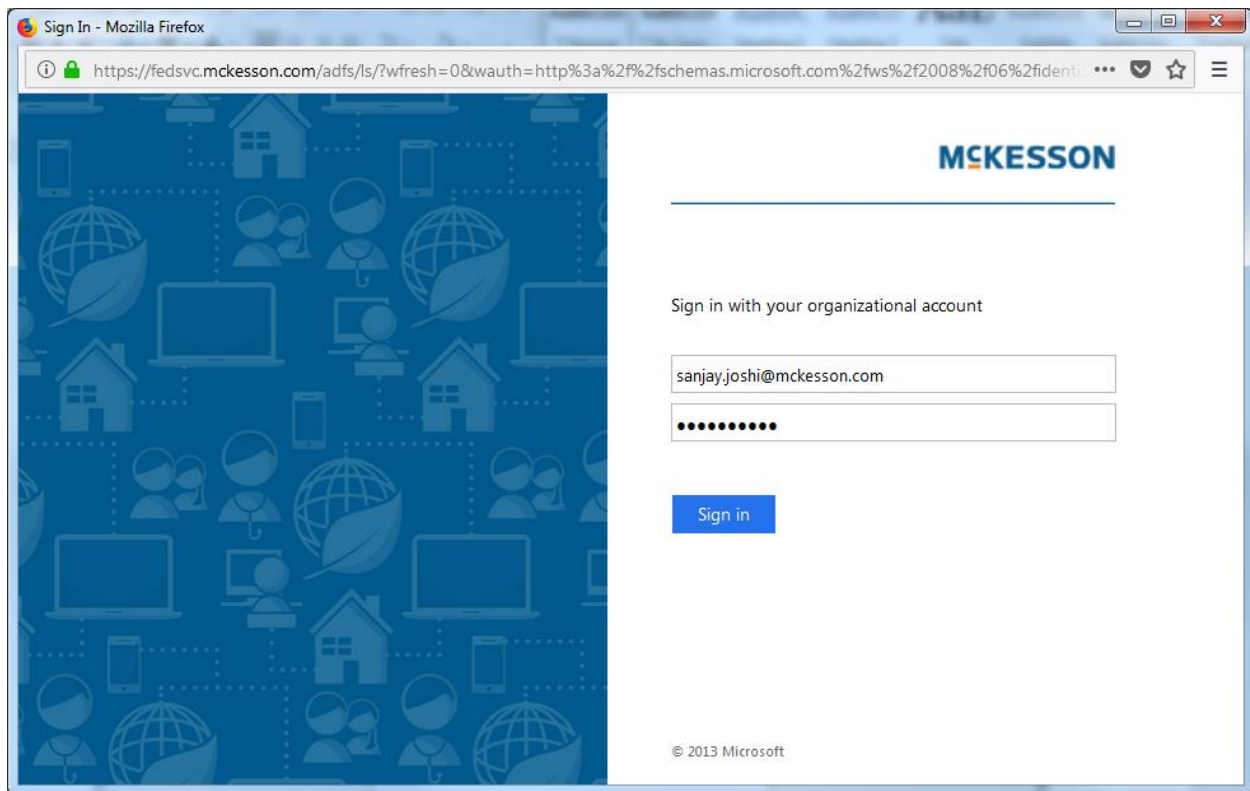 Sign In - Mozilla Firefox
https://fedsvc.mckesson.com/adfs/ls/?wfresh=0&wauth=http%3a%2f%2fschemas.microsoft.com%2fws%2f2008%2f06%2fidenti
MCKESSON
Sign in with your organizational account
sanjay.joshi@mckesson.com
••••••••••
Sign in
© 2013 Microsoft